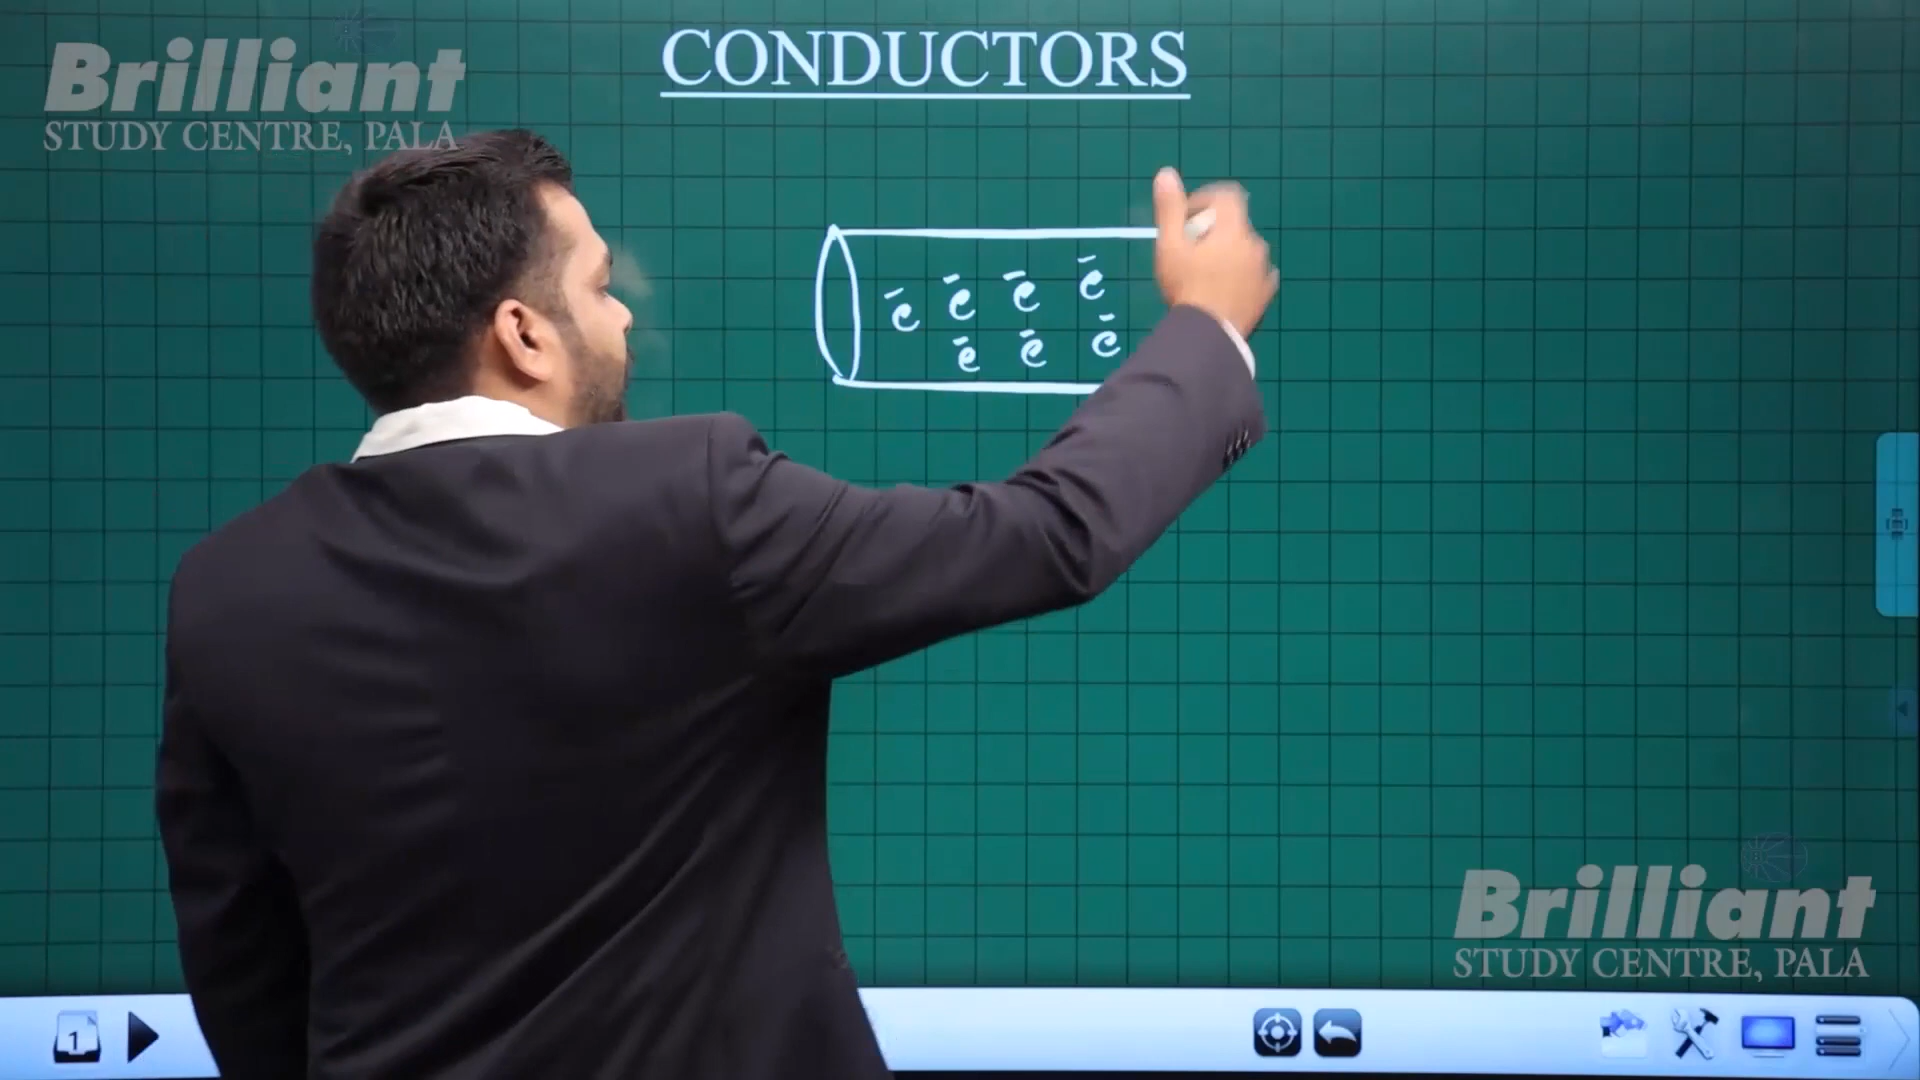 Brilliant
STUDY CENTRE, PALA
CONDUCTORS
e̅ e̅ e̅ e̅
e̅ e̅ e̅
Brilliant
STUDY CENTRE, PALA
1